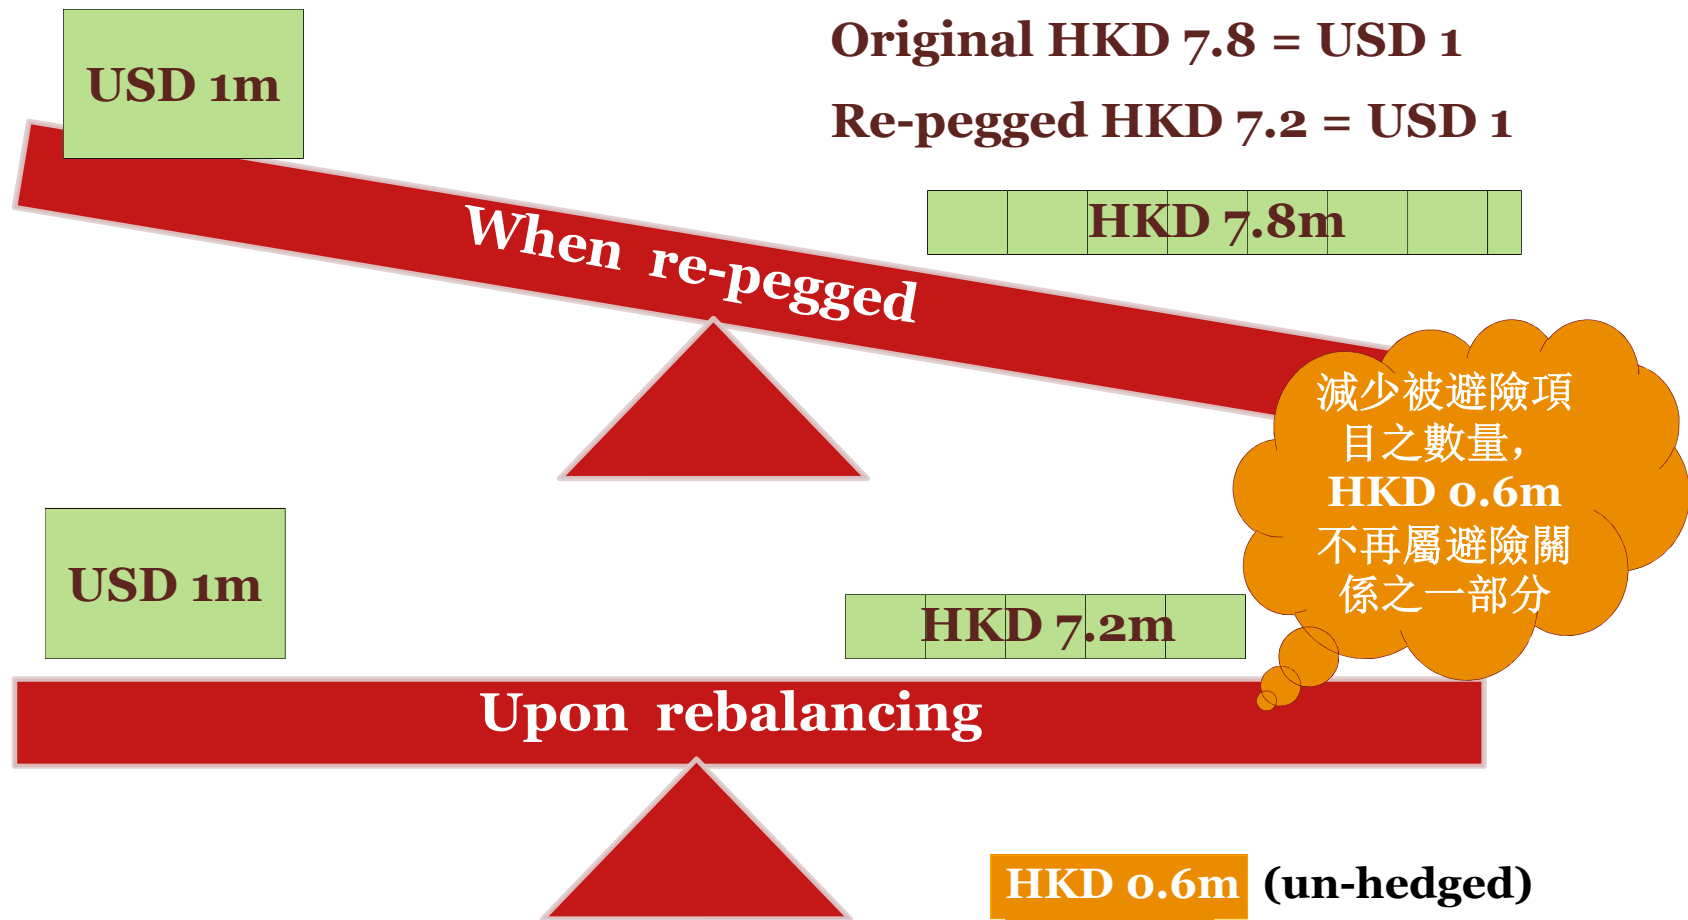 USD 1m
Original HKD 7.8 = USD 1
Re-pegged HKD 7.2 = USD 1
HKD 7.8m
When re-pegged
減少被避險項
目之數量，
HKD 0.6m
不再屬避險關
係之一部分
USD 1m
HKD 7.2m
Upon rebalancing
HKD 0.6m (un-hedged)